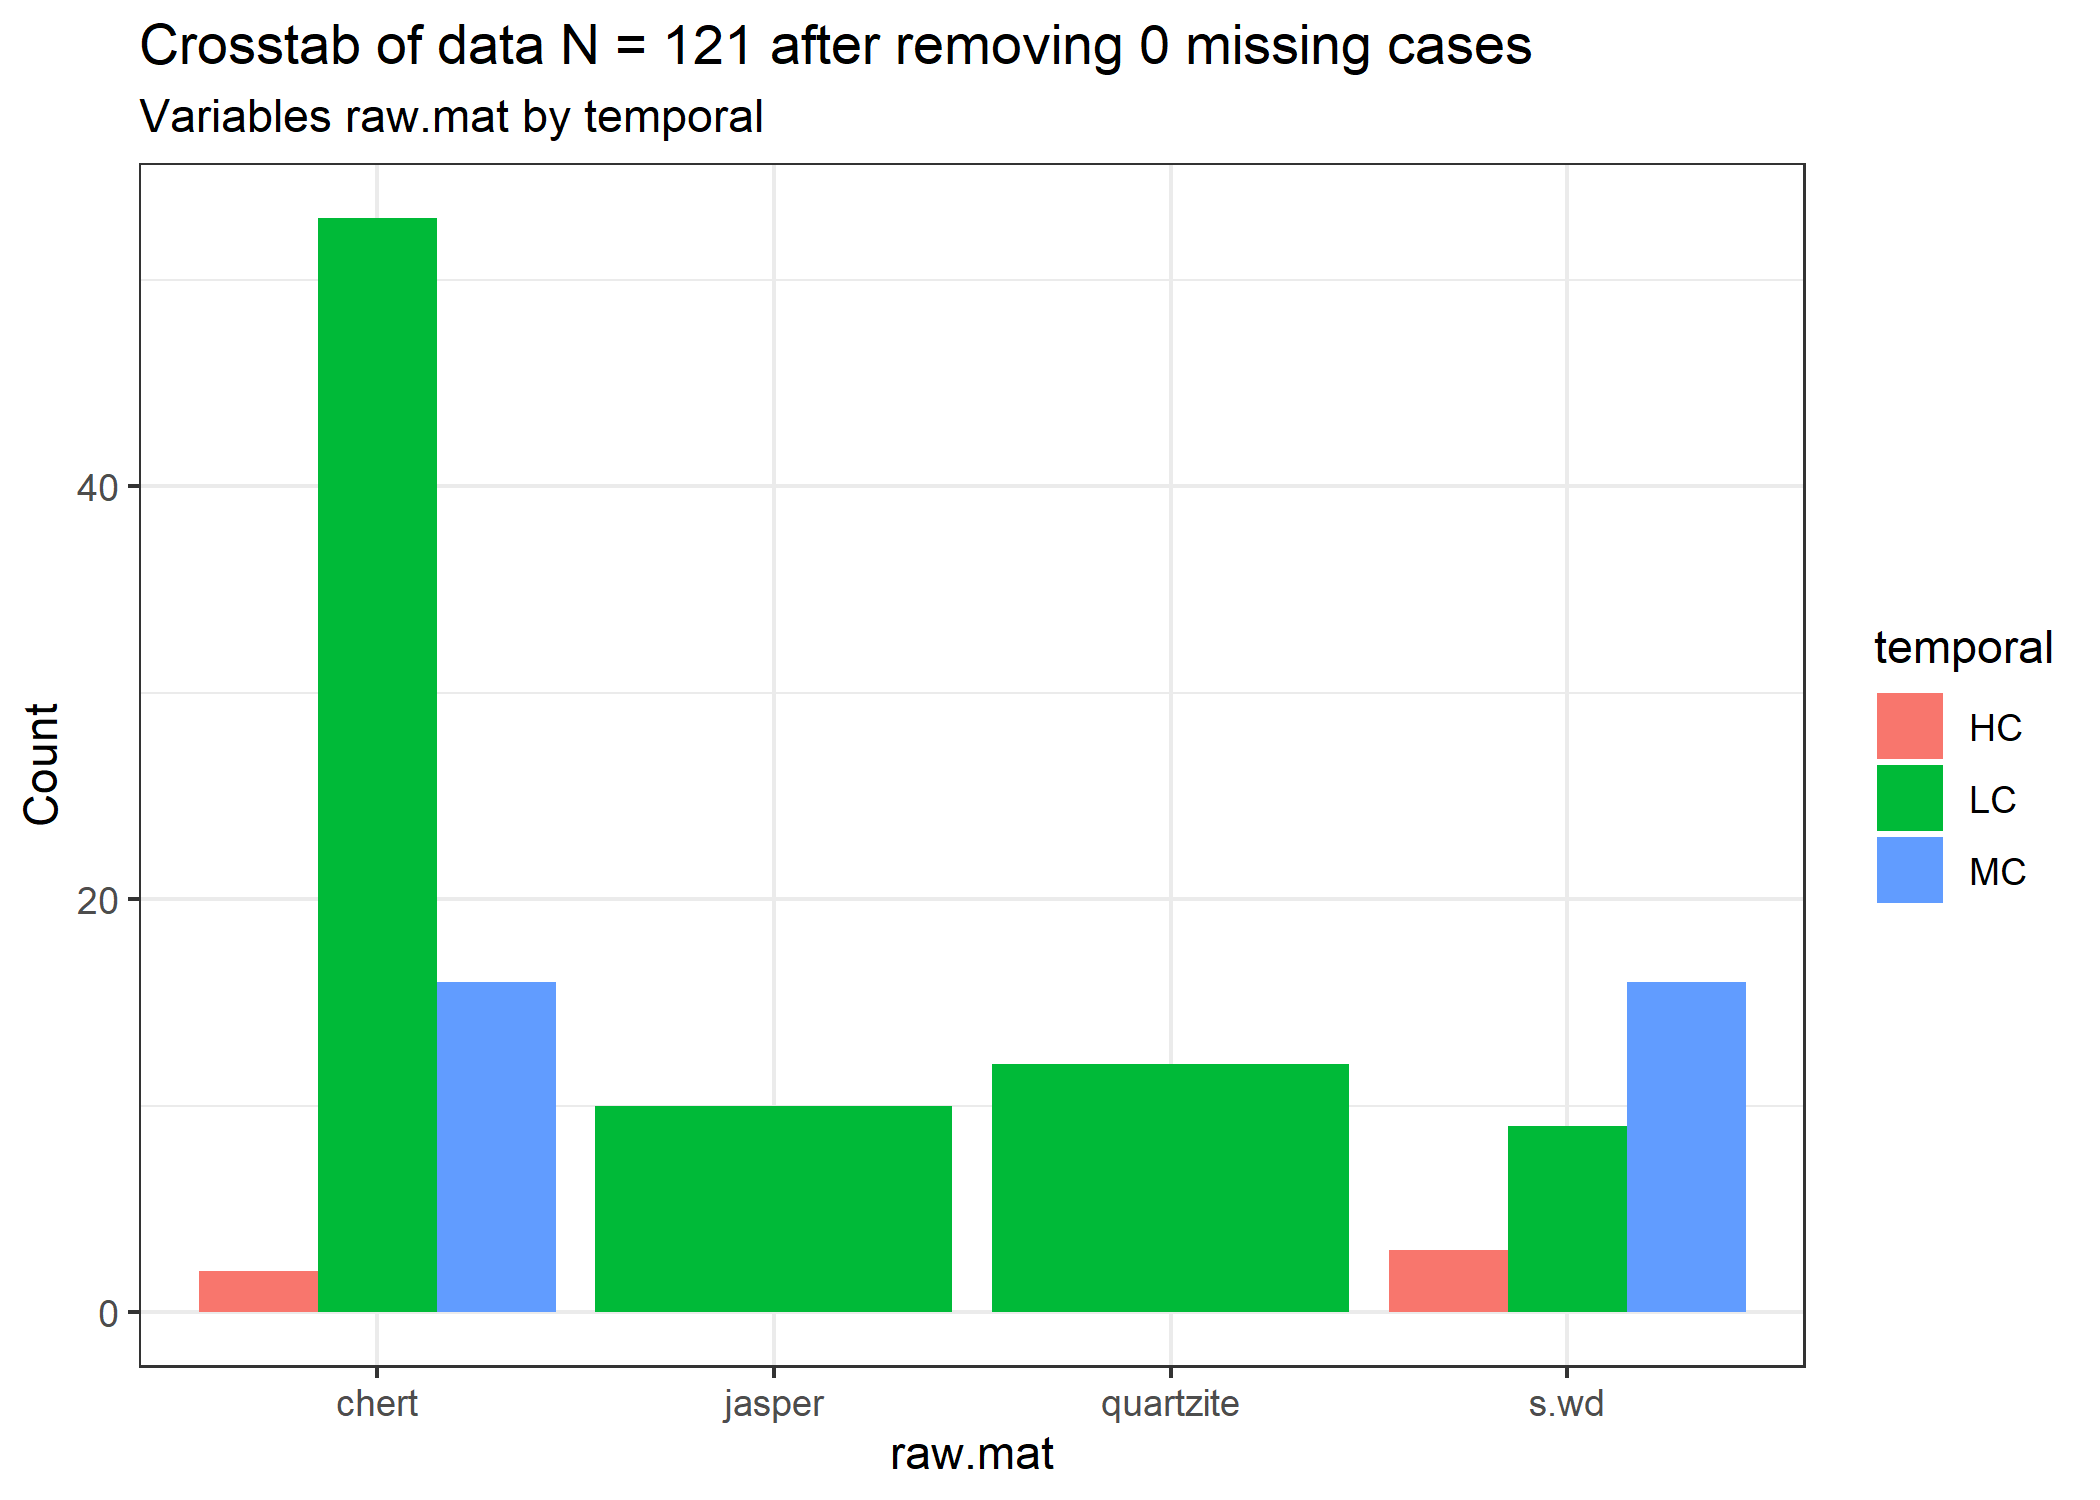 Crosstab of data N = 121 after removing 0 missing cases
Variables raw.mat by temporal
Count
40
20
0
chert jasper quartzite s.wd
raw.mat
temporal
HC
LC
MC